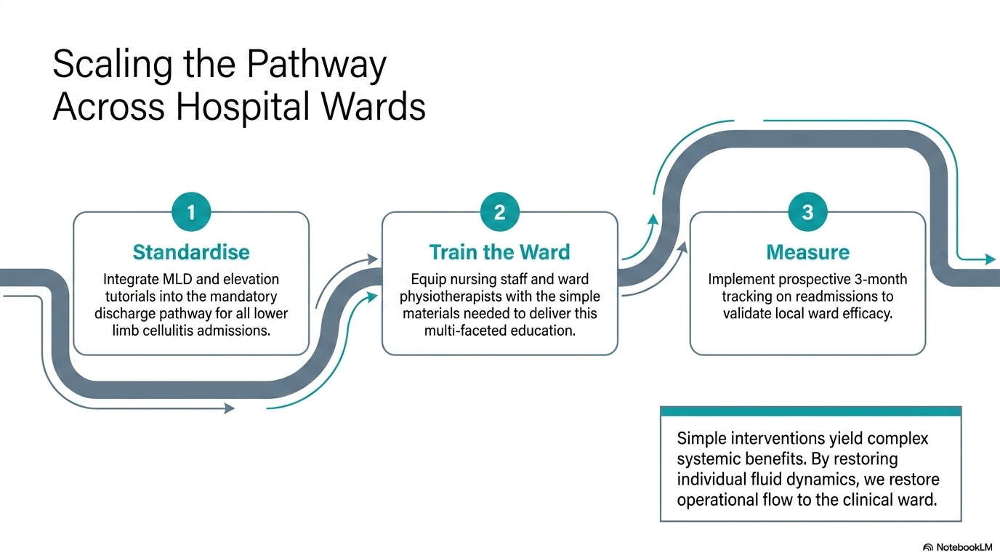 Scaling the Pathway
Across Hospital Wards
1
Standardise
Integrate MLD and elevation
tutorials into the mandatory
discharge pathway for all lower
limb cellulitis admissions.
2
Train the Ward
Equip nursing staff and ward
physiotherapists with the simple
materials needed to deliver this
multi-faceted education.
3
Measure
Implement prospective 3-month
tracking on readmissions to
validate local ward efficacy.
Simple interventions yield complex
systemic benefits. By restoring
individual fluid dynamics, we restore
operational flow to the clinical ward.
NotebookLM